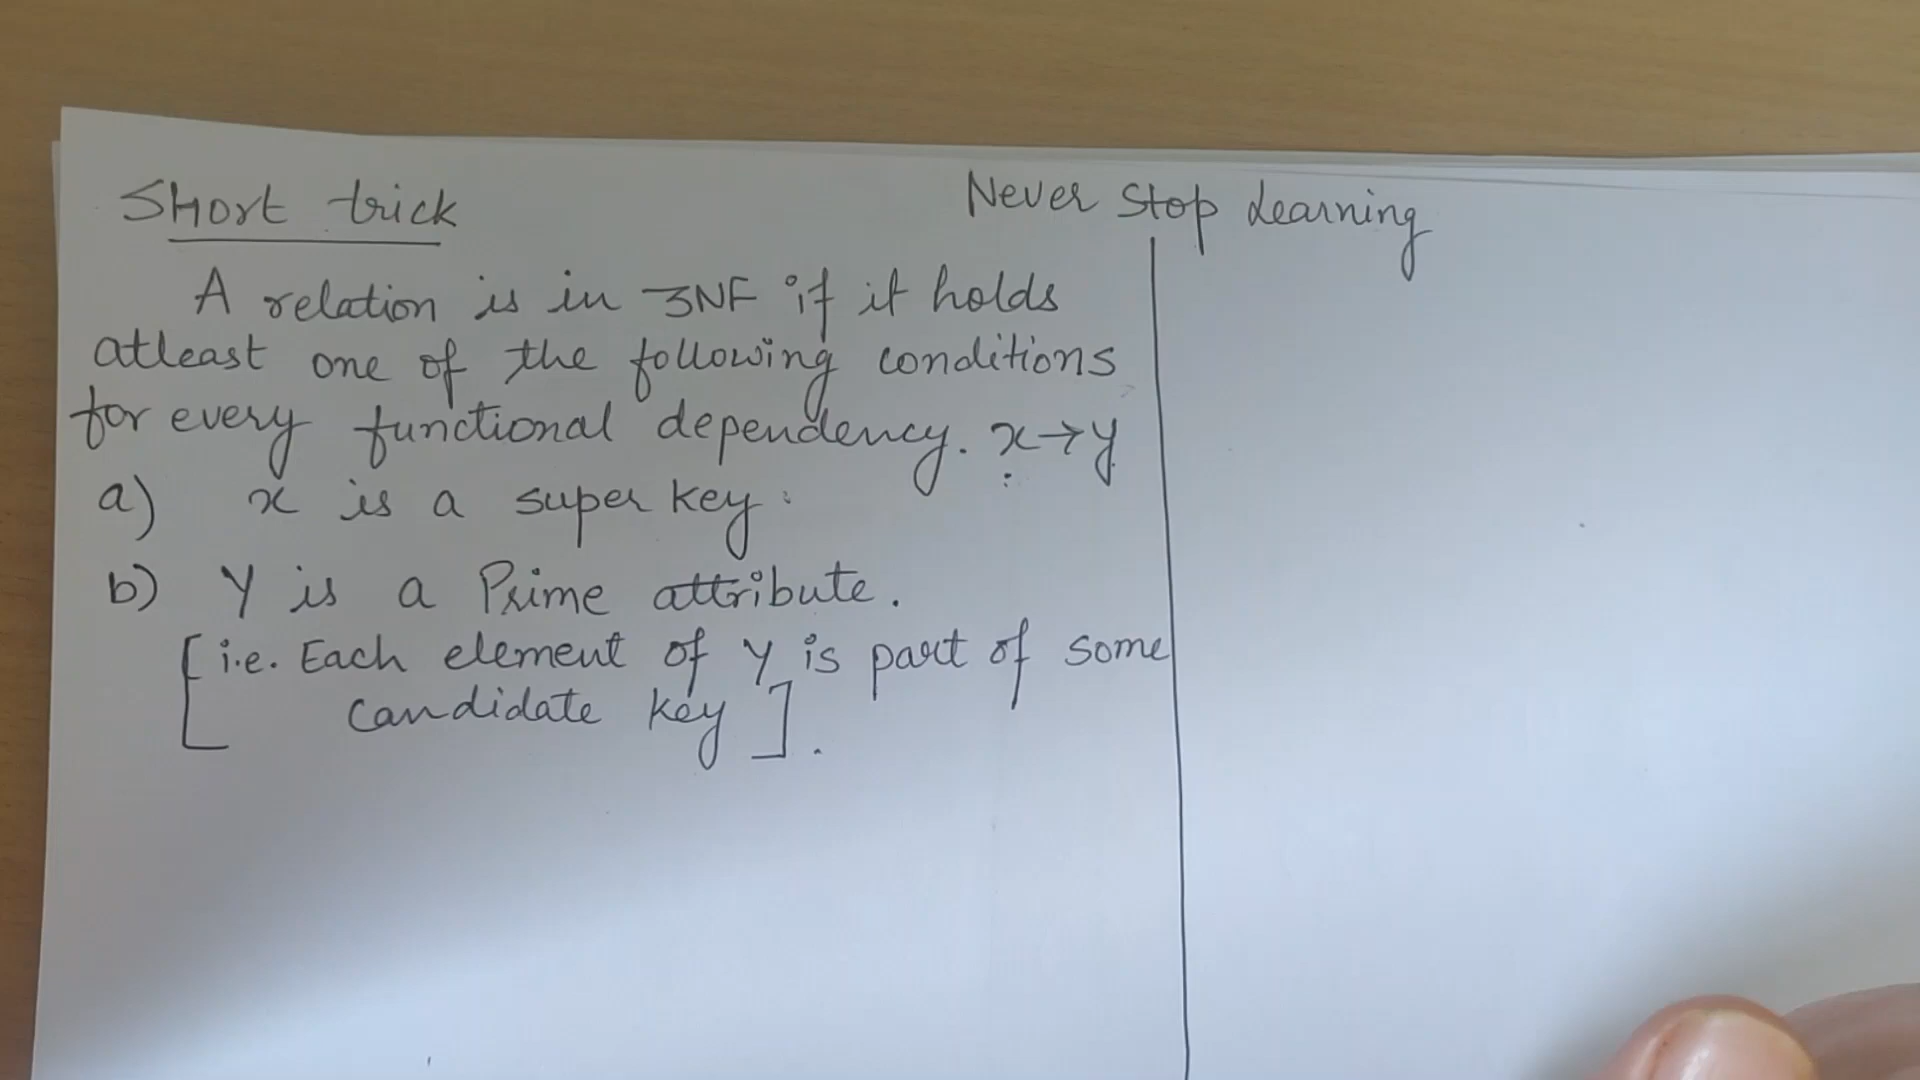 Short trick
Never Stop Learning
A relation is in 3NF if it holds
atleast one of the following conditions
for every functional dependency. x→y
a) x is a super key.
b) Y is a Prime attribute.
[i.e. Each element of Y is part of some
candidate key].